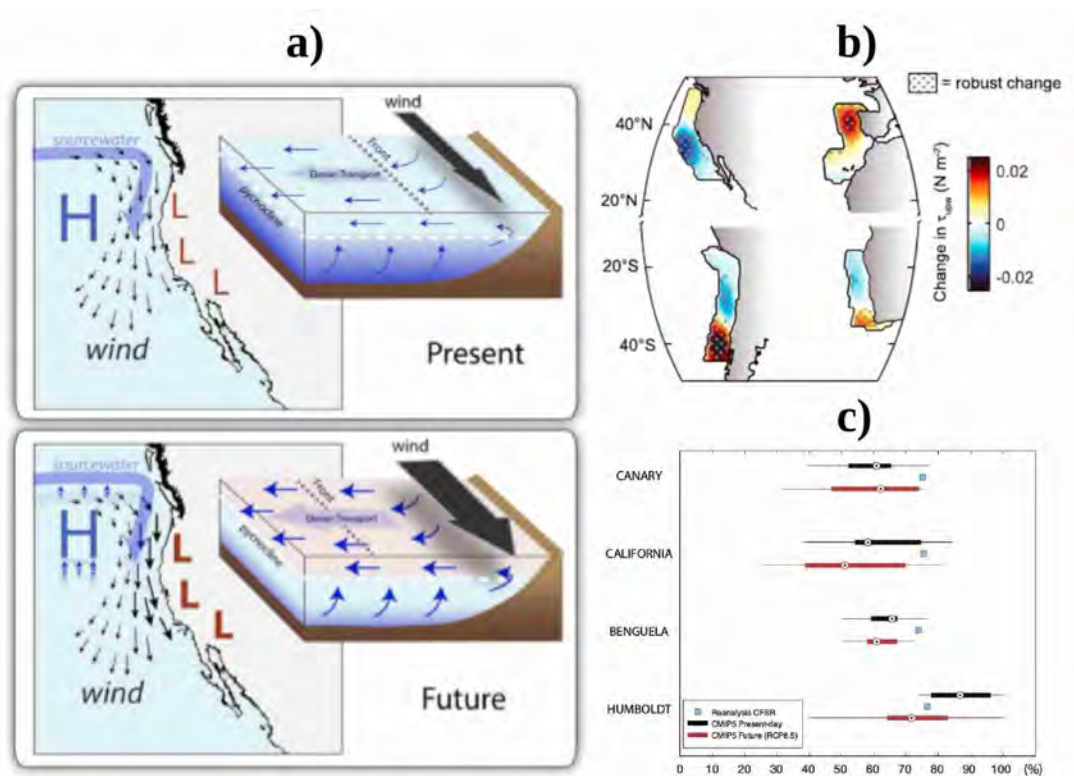 a)
sourcewater
H
L
L
L
wind
wind
Front
Ekman Transport
pycnocline
Present
sourcewater
H
L
L
L
wind
wind
Front
Ekman Transport
pycnocline
Future
b)
= robust change
40°N
20°N
20°S
40°S
0.02
0
-0.02
Change in τupw (N m⁻²)
c)
CANARY
CALIFORNIA
BENGUELA
HUMBOLDT
Reanalysis CFSR
CMIP5 Present-day
CMIP5 Future (RCP8.5)
0 10 20 30 40 50 60 70 80 90 100 (%)